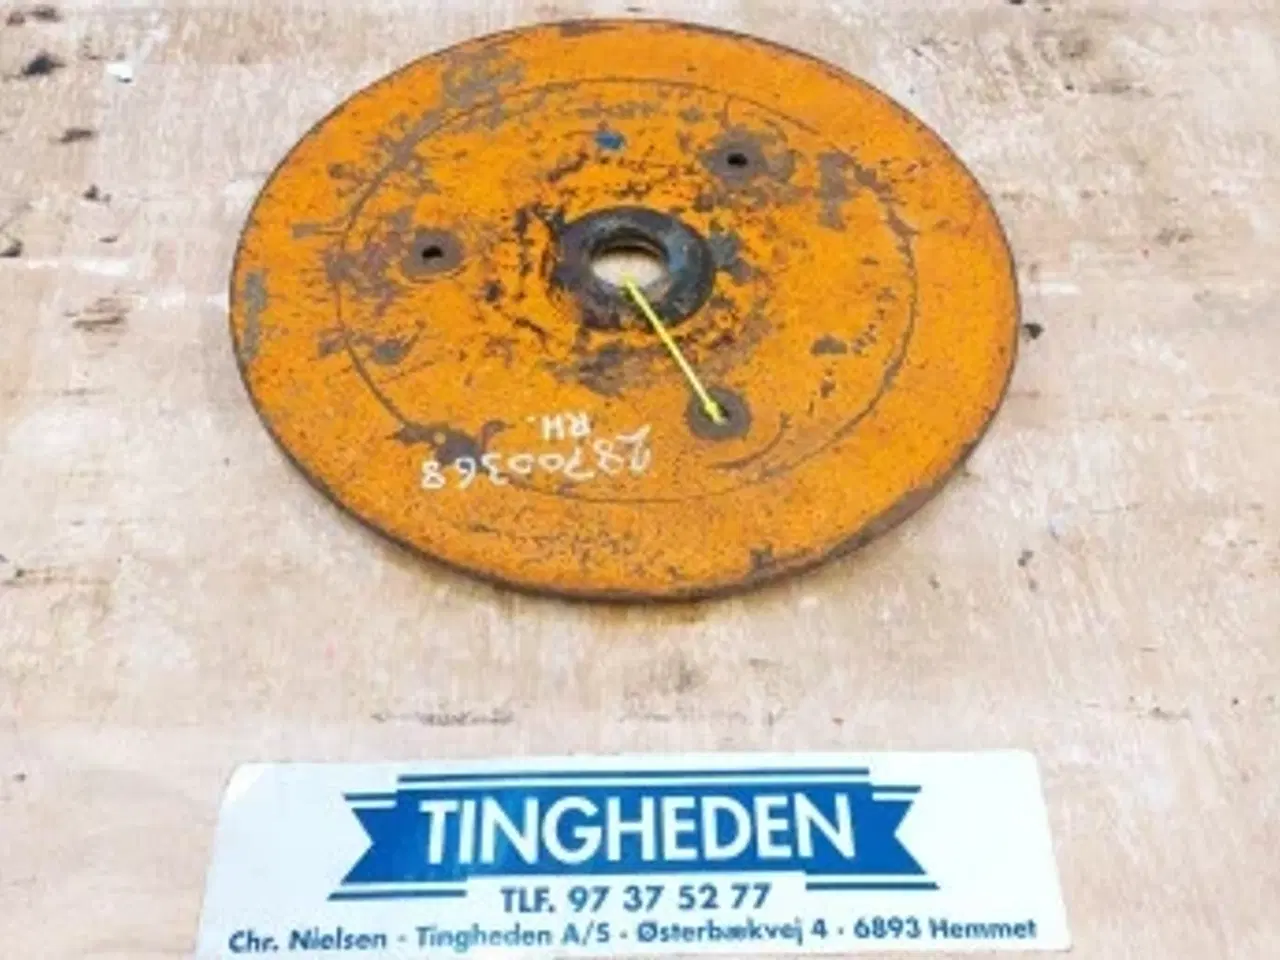 28700368
RH.
TINGHEDEN
TLF. 97 37 52 77
Chr. Nielsen - Tingheden A/S - Østerbækvej 4 - 6893 Hemmet